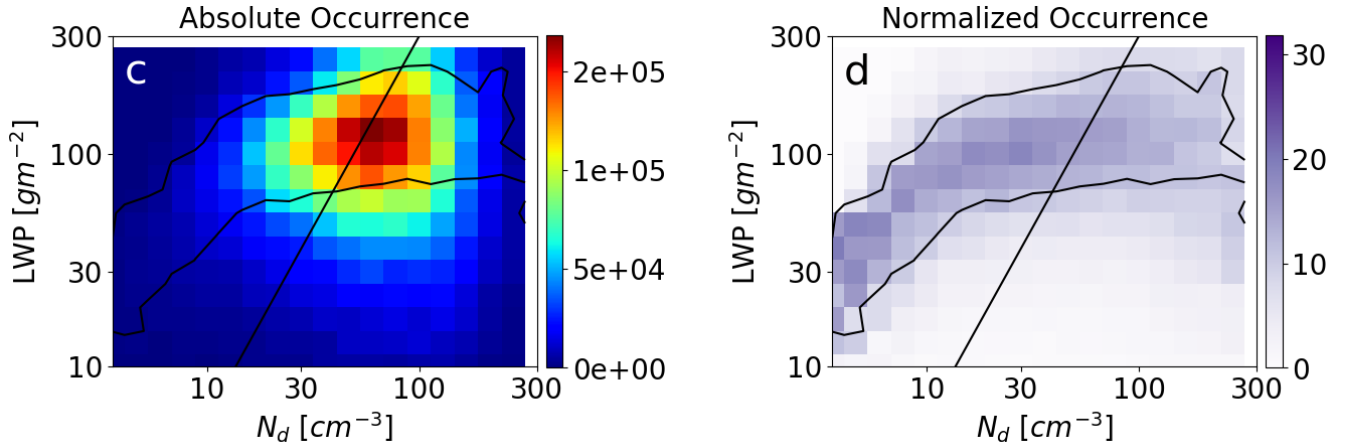 Absolute Occurrence
c
300
100
30
10
LWP [gm⁻²]
10 30 100 300
N_d [cm⁻³]
2e+05
1e+05
5e+04
0e+00
Normalized Occurrence
d
300
100
30
10
LWP [gm⁻²]
10 30 100 300
N_d [cm⁻³]
30
20
10
0